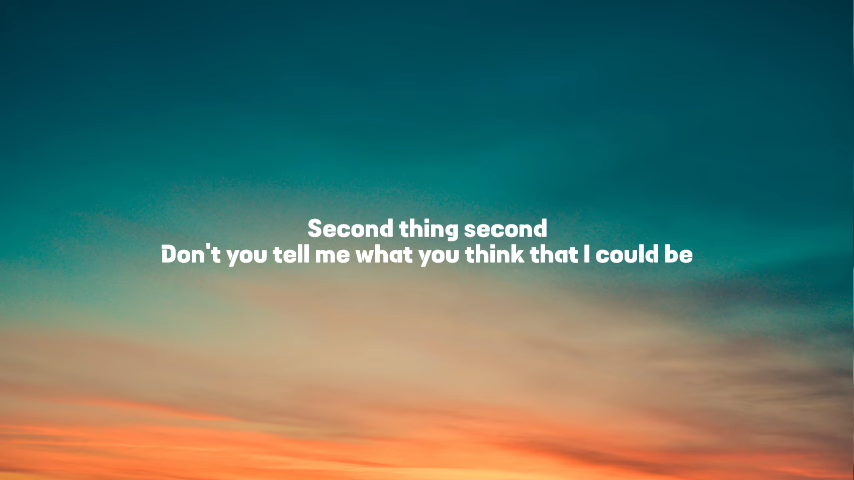 Second thing second
Don't you tell me what you think that I could be